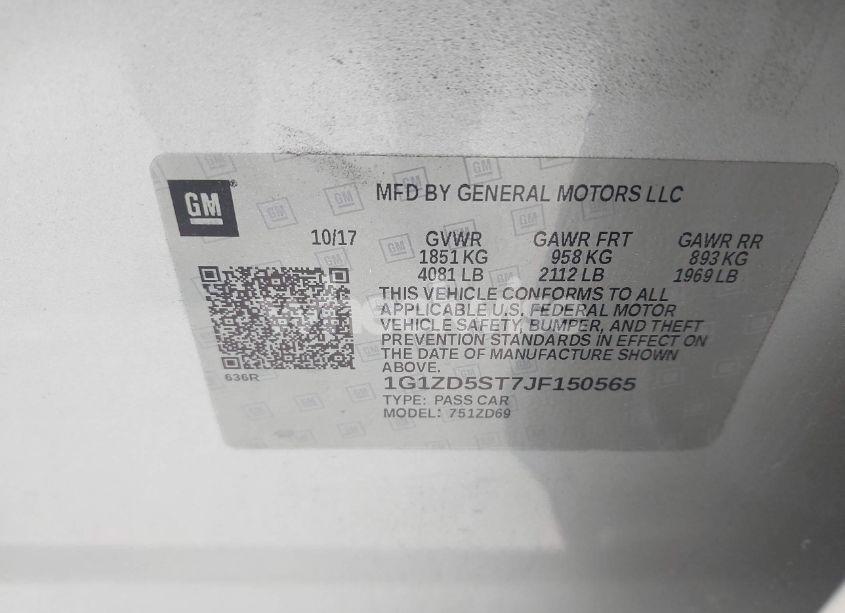 GM
MFD BY GENERAL MOTORS LLC
10/17 GVWR GAWR FRT GAWR RR
1851 KG 958 KG 893 KG
4081 LB 2112 LB 1969 LB
THIS VEHICLE CONFORMS TO ALL
APPLICABLE U.S. FEDERAL MOTOR
VEHICLE SAFETY, BUMPER, AND THEFT
PREVENTION STANDARDS IN EFFECT ON
THE DATE OF MANUFACTURE SHOWN
ABOVE.
636R
1G1ZD5ST7JF150565
TYPE: PASS CAR
MODEL: 751ZD69